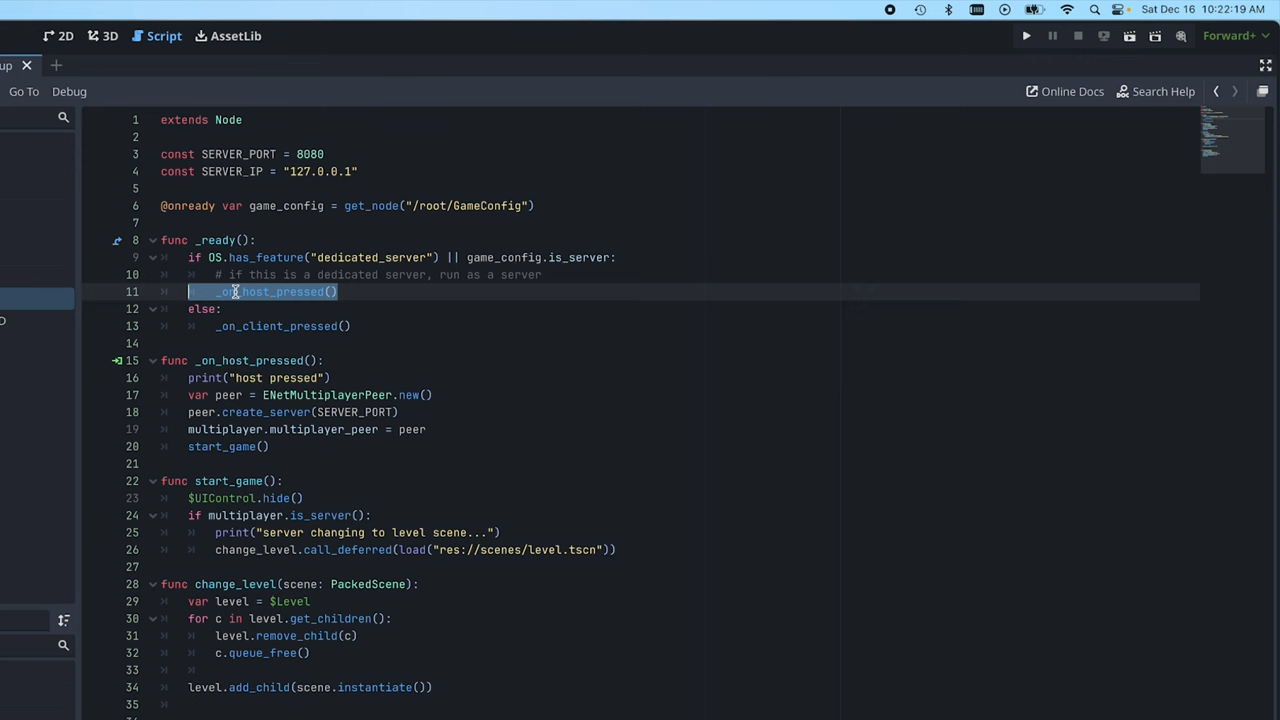 Sat Dec 16 10:22:19 AM
2D 3D Script AssetLib Forward+
up
Go To Debug Online Docs Search Help
1 extends Node
2
3 const SERVER_PORT = 8080
4 const SERVER_IP = "127.0.0.1"
5
6 @onready var game_config = get_node("/root/GameConfig")
7
8 func _ready():
9 if OS.has_feature("dedicated_server") || game_config.is_server:
10 # if this is a dedicated server, run as a server
11 _on_host_pressed()
12 else:
13 _on_client_pressed()
14
15 func _on_host_pressed():
16 print("host pressed")
17 var peer = ENetMultiplayerPeer.new()
18 peer.create_server(SERVER_PORT)
19 multiplayer.multiplayer_peer = peer
20 start_game()
21
22 func start_game():
23 $UIControl.hide()
24 if multiplayer.is_server():
25 print("server changing to level scene...")
26 change_level.call_deferred(load("res://scenes/level.tscn"))
27
28 func change_level(scene: PackedScene):
29 var level = $Level
30 for c in level.get_children():
31 level.remove_child(c)
32 c.queue_free()
33
34 level.add_child(scene.instantiate())
35